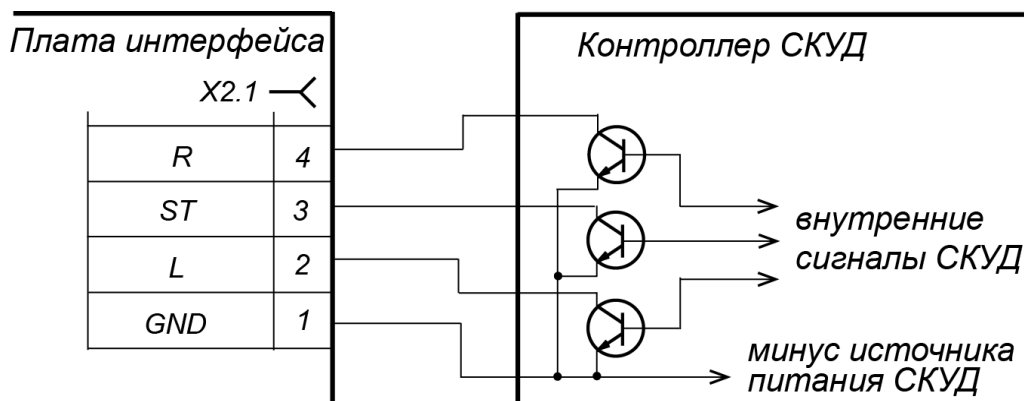 Плата интерфейса
X2.1
R 4
ST 3
L 2
GND 1
Контроллер СКУД
внутренние
сигналы СКУД
минус источника
питания СКУД